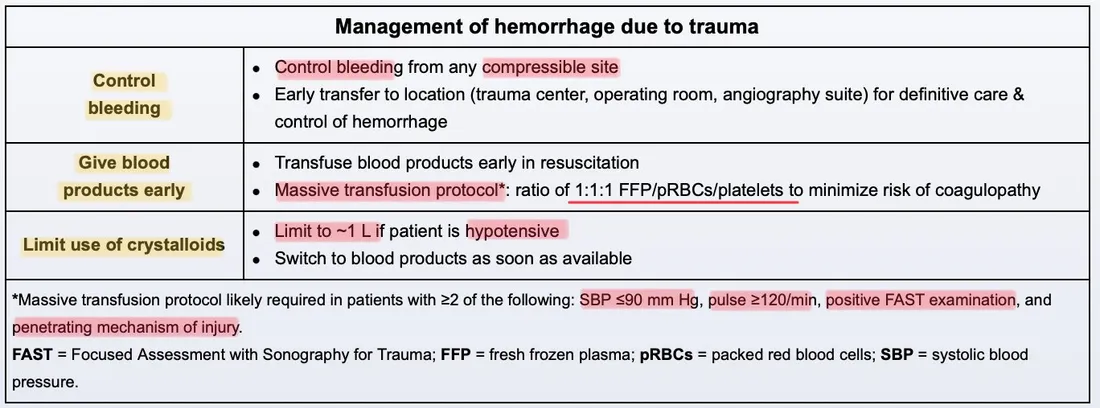 Management of hemorrhage due to trauma
Control
bleeding
• Control bleeding from any compressible site
• Early transfer to location (trauma center, operating room, angiography suite) for definitive care &
control of hemorrhage
Give blood
products early
• Transfuse blood products early in resuscitation
• Massive transfusion protocol*: ratio of 1:1:1 FFP/pRBCs/platelets to minimize risk of coagulopathy
Limit use of crystalloids
• Limit to ~1 L if patient is hypotensive
• Switch to blood products as soon as available
*Massive transfusion protocol likely required in patients with ≥2 of the following: SBP ≤90 mm Hg, pulse ≥120/min, positive FAST examination, and
penetrating mechanism of injury.
FAST = Focused Assessment with Sonography for Trauma; FFP = fresh frozen plasma; pRBCs = packed red blood cells; SBP = systolic blood
pressure.